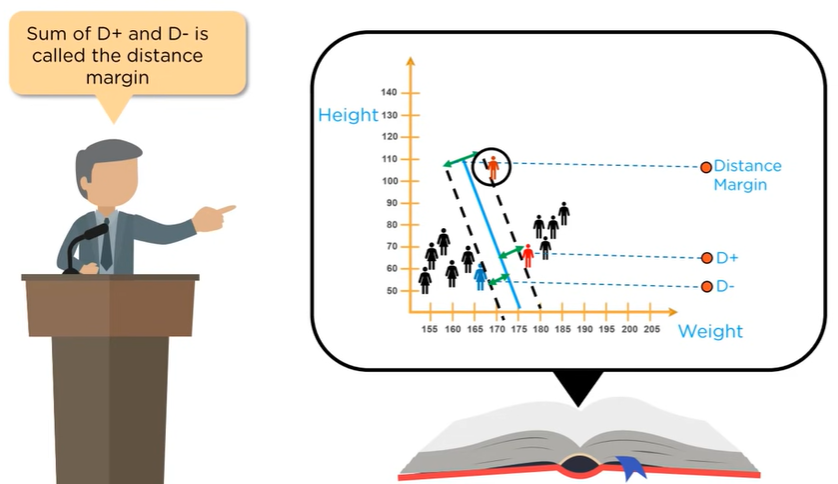 Sum of D+ and D- is
called the distance
margin
Height
140
130
120
110
100
90
80
70
60
50
155 160 165 170 175 180 185 190 195 200 205
Weight
Distance
Margin
D+
D-